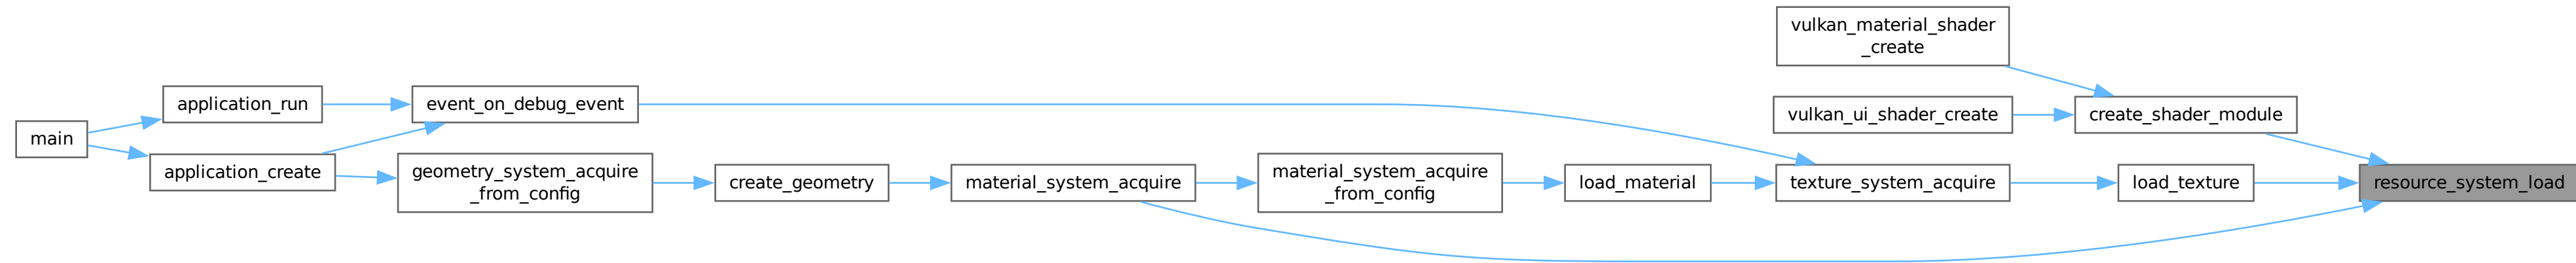 vulkan_material_shader
_create
application_run
event_on_debug_event
vulkan_ui_shader_create
create_shader_module
main
application_create
geometry_system_acquire
_from_config
create_geometry
material_system_acquire
material_system_acquire
_from_config
load_material
texture_system_acquire
load_texture
resource_system_load